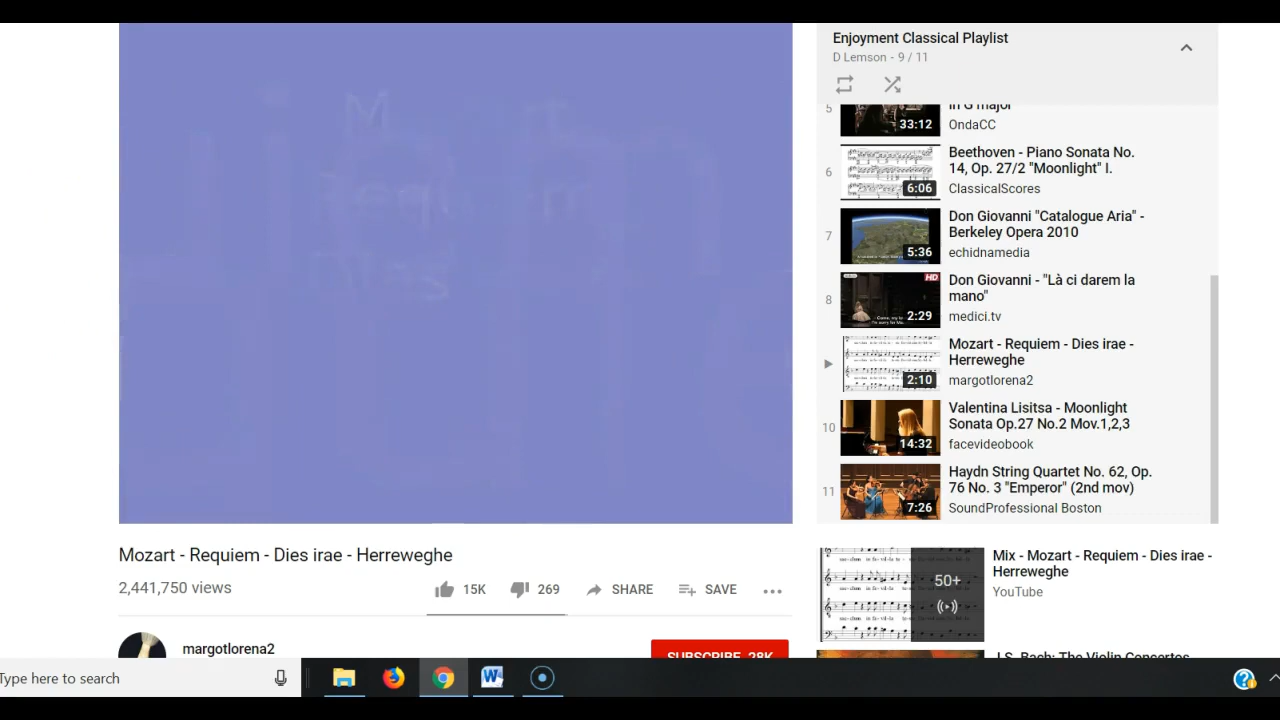 Enjoyment Classical Playlist
D Lemson - 9 / 11
5
33:12
in G major
OndaCC
6
6:06
Beethoven - Piano Sonata No.
14, Op. 27/2 "Moonlight" I.
ClassicalScores
7
5:36
Don Giovanni "Catalogue Aria" -
Berkeley Opera 2010
echidnamedia
8
HD
2:29
Don Giovanni - "Là ci darem la
mano"
medici.tv
2:10
Mozart - Requiem - Dies irae -
Herreweghe
margotlorena2
10
14:32
Valentina Lisitsa - Moonlight
Sonata Op.27 No.2 Mov.1,2,3
facevideobook
11
7:26
Haydn String Quartet No. 62, Op.
76 No. 3 "Emperor" (2nd mov)
SoundProfessional Boston
Mozart - Requiem - Dies irae - Herreweghe
2,441,750 views
15K
269
SHARE
SAVE
margotlorena2
SUBSCRIBE 28K
50+
Mix - Mozart - Requiem - Dies irae -
Herreweghe
YouTube
J.S. Bach: The Violin Concertos
Type here to search